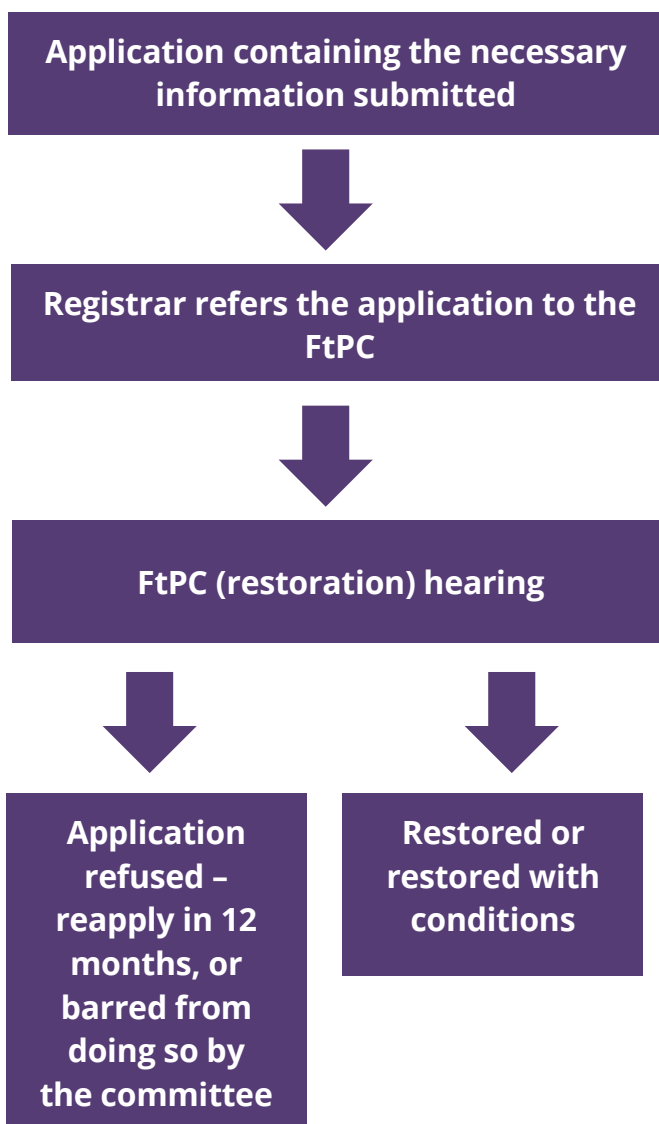 Application containing the necessary
information submitted
Registrar refers the application to the
FtPC
FtPC (restoration) hearing
Application
refused –
reapply in 12
months, or
barred from
doing so by
the committee
Restored or
restored with
conditions